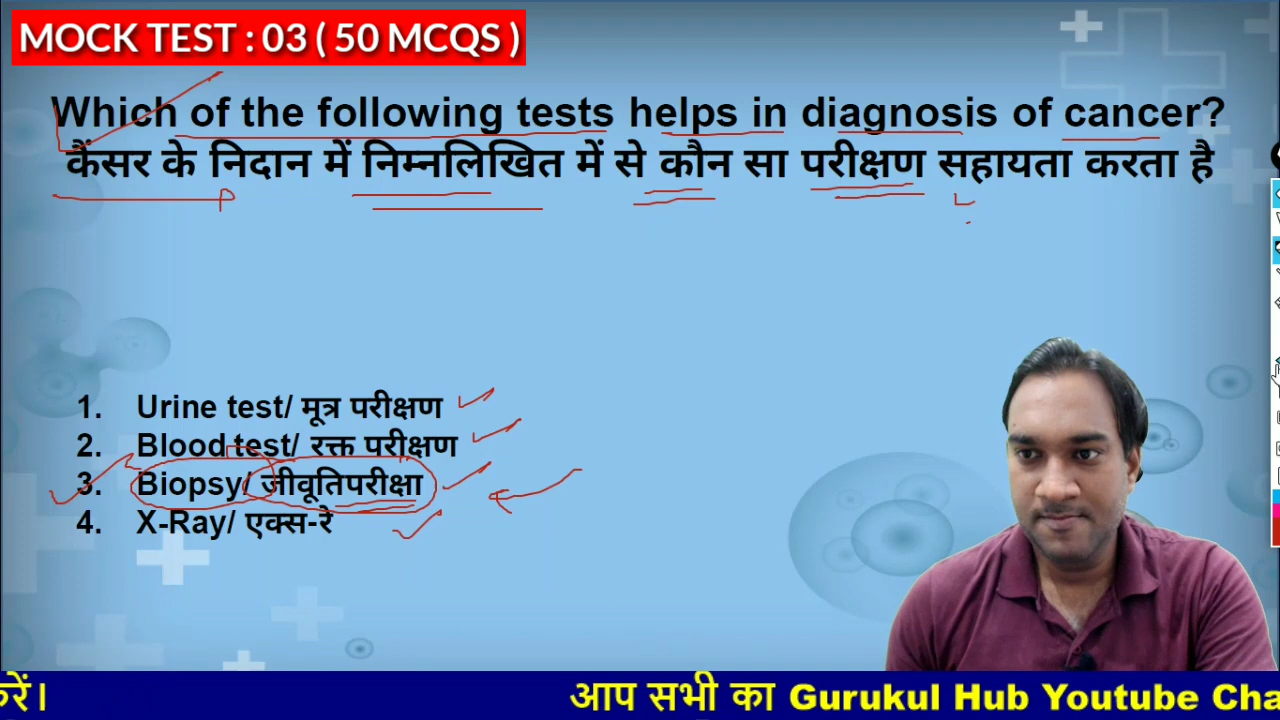 MOCK TEST : 03 ( 50 MCQS )
Which of the following tests helps in diagnosis of cancer?
कैंसर के निदान में निम्नलिखित में से कौन सा परीक्षण सहायता करता है
1. Urine test/ मूत्र परीक्षण
2. Blood test/ रक्त परीक्षण
3. Biopsy/ जीवूतिपरीक्षा
4. X-Ray/ एक्स-रे
करें। आप सभी का Gurukul Hub Youtube Cha